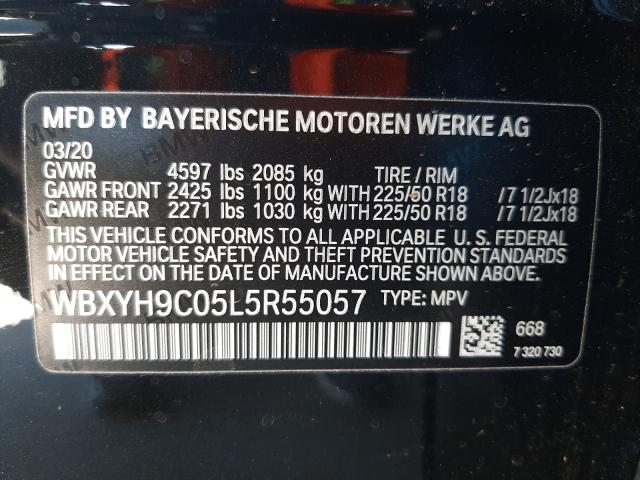 MFD BY BAYERISCHE MOTOREN WERKE AG
03/20
GVWR 4597 lbs 2085 kg TIRE / RIM
GAWR FRONT 2425 lbs 1100 kg WITH 225/50 R18 /7 1/2Jx18
GAWR REAR 2271 lbs 1030 kg WITH 225/50 R18 /7 1/2Jx18
THIS VEHICLE CONFORMS TO ALL APPLICABLE U. S. FEDERAL
MOTOR VEHICLE SAFETY AND THEFT PREVENTION STANDARDS
IN EFFECT ON THE DATE OF MANUFACTURE SHOWN ABOVE.
WBXYH9C05L5R55057 TYPE: MPV
668
7 320 730